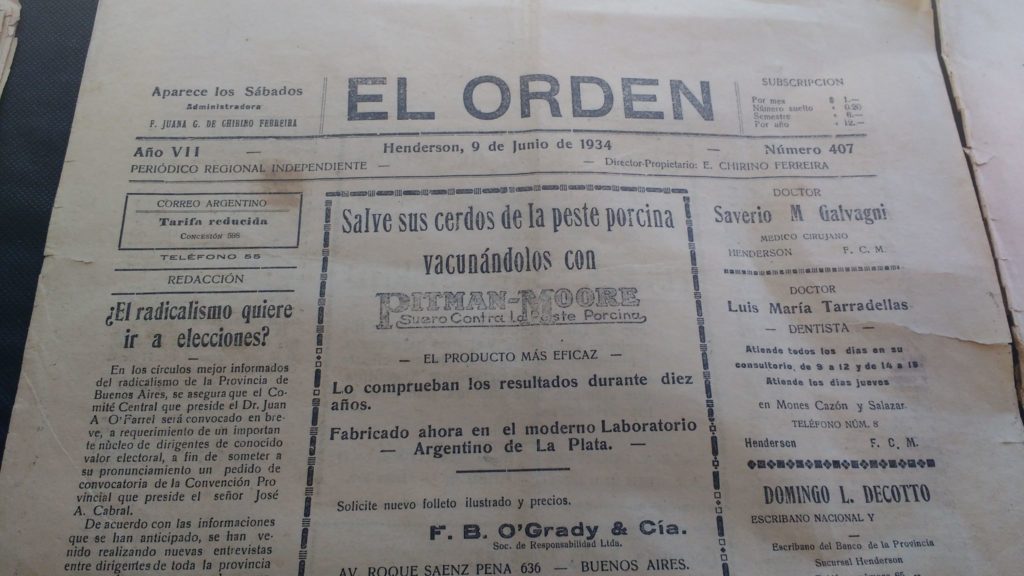 Aparece los Sábados
Administradora
F. JUANA G. DE CHIRINO FERREIRA
EL ORDEN
SUBSCRIPCION
Por mes $ 1.—
Número suelto « 0.20
Semestre « 6.—
Por año « 12.—
Año VII — Henderson, 9 de Junio de 1934 — Número 407
PERIÓDICO REGIONAL INDEPENDIENTE — — Director-Propietario: E. CHIRINO FERREIRA
CORREO ARGENTINO
Tarifa reducida
CONCESIÓN 598
TELÉFONO 55
REDACCIÓN
¿El radicalismo quiere
ir a elecciones?
—
En los círculos mejor informados
del radicalismo de la Provincia de
Buenos Aires, se asegura que el Co-
mité Central que preside el Dr. Juan
A O'Farrel será convocado en bre-
ve, a requerimiento de un importan
te nùcleo de dirigentes de conocido
valor electoral, a fin de someter a
su pronunciamiento un pedido de
convocatoria de la Convención Pro
vincial que preside el señor José
A. Cabral.
De acuerdo con las informaciones
que se han anticipado, se han ve-
nido realizando nuevas entrevistas
entre dirigentes de toda la provincia
Salve sus cerdos de la peste porcina
vacunándolos con
PITMAN-MOORE
Suero Contra la Peste Porcina
— EL PRODUCTO MÁS EFICAZ —
Lo comprueban los resultados durante diez
años.
Fabricado ahora en el moderno Laboratorio
— Argentino de La Plata. —
Solicite nuevo folleto ilustrado y precios.
F. B. O'Grady & Cía.
Soc. de Responsabilidad Ltda.
AV. ROQUE SAENZ PENA 636 — BUENOS AIRES.
DOCTOR
Saverio M Galvagni
MEDICO CIRUJANO
HENDERSON F. C. M.
DOCTOR
Luis María Tarradellas
— DENTISTA —
Atiende todos los dias en su
consultorio, de 9 a 12 y de 14 a 18
Atiende los dias jueves
en Mones Cazón y Salazar.
TELÉFONO NÚM. 8
Henderson F. C. M.
DOMINGO L. DECOTTO
ESCRIBANO NACIONAL Y
—
Escribano del Banco de la Provincia
Sucursal Henderson